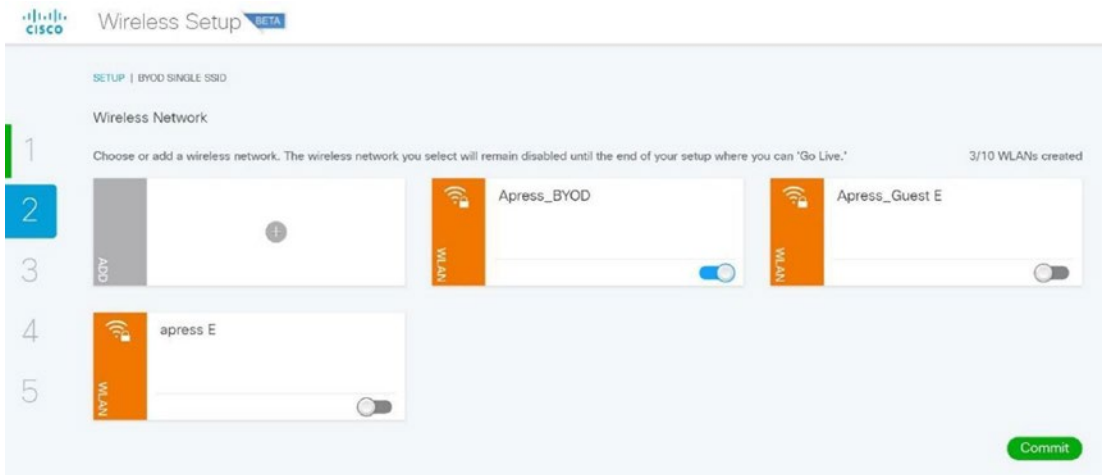 CISCO
Wireless Setup BETA
SETUP | BYOD SINGLE SSID
Wireless Network
Choose or add a wireless network. The wireless network you select will remain disabled until the end of your setup where you can 'Go Live.'
3/10 WLANs created
1
2
3
4
5
ADD
WLAN
Apress_BYOD
WLAN
Apress_Guest E
WLAN
apress E
Commit